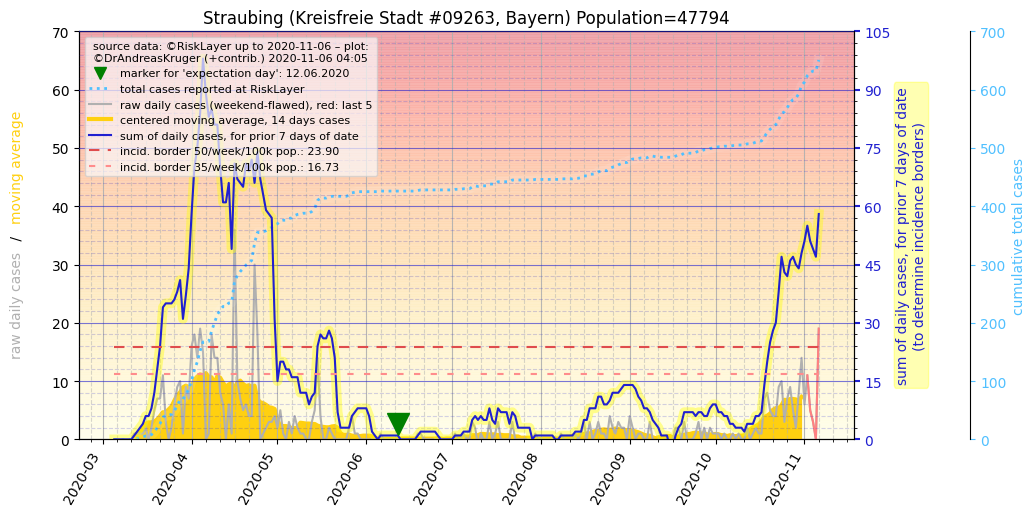 Straubing (Kreisfreie Stadt #09263, Bayern) Population=47794
source data: ©RiskLayer up to 2020-11-06 – plot:
©DrAndreasKruger (+contrib.) 2020-11-06 04:05
marker for 'expectation day': 12.06.2020
total cases reported at RiskLayer
raw daily cases (weekend-flawed), red: last 5
centered moving average, 14 days cases
sum of daily cases, for prior 7 days of date
incid. border 50/week/100k pop.: 23.90
incid. border 35/week/100k pop.: 16.73
raw daily cases / moving average
70
60
50
40
30
20
10
0
2020-03
2020-04
2020-05
2020-06
2020-07
2020-08
2020-09
2020-10
2020-11
105
90
75
60
45
30
15
0
sum of daily cases, for prior 7 days of date
(to determine incidence borders)
700
600
500
400
300
200
100
0
cumulative total cases